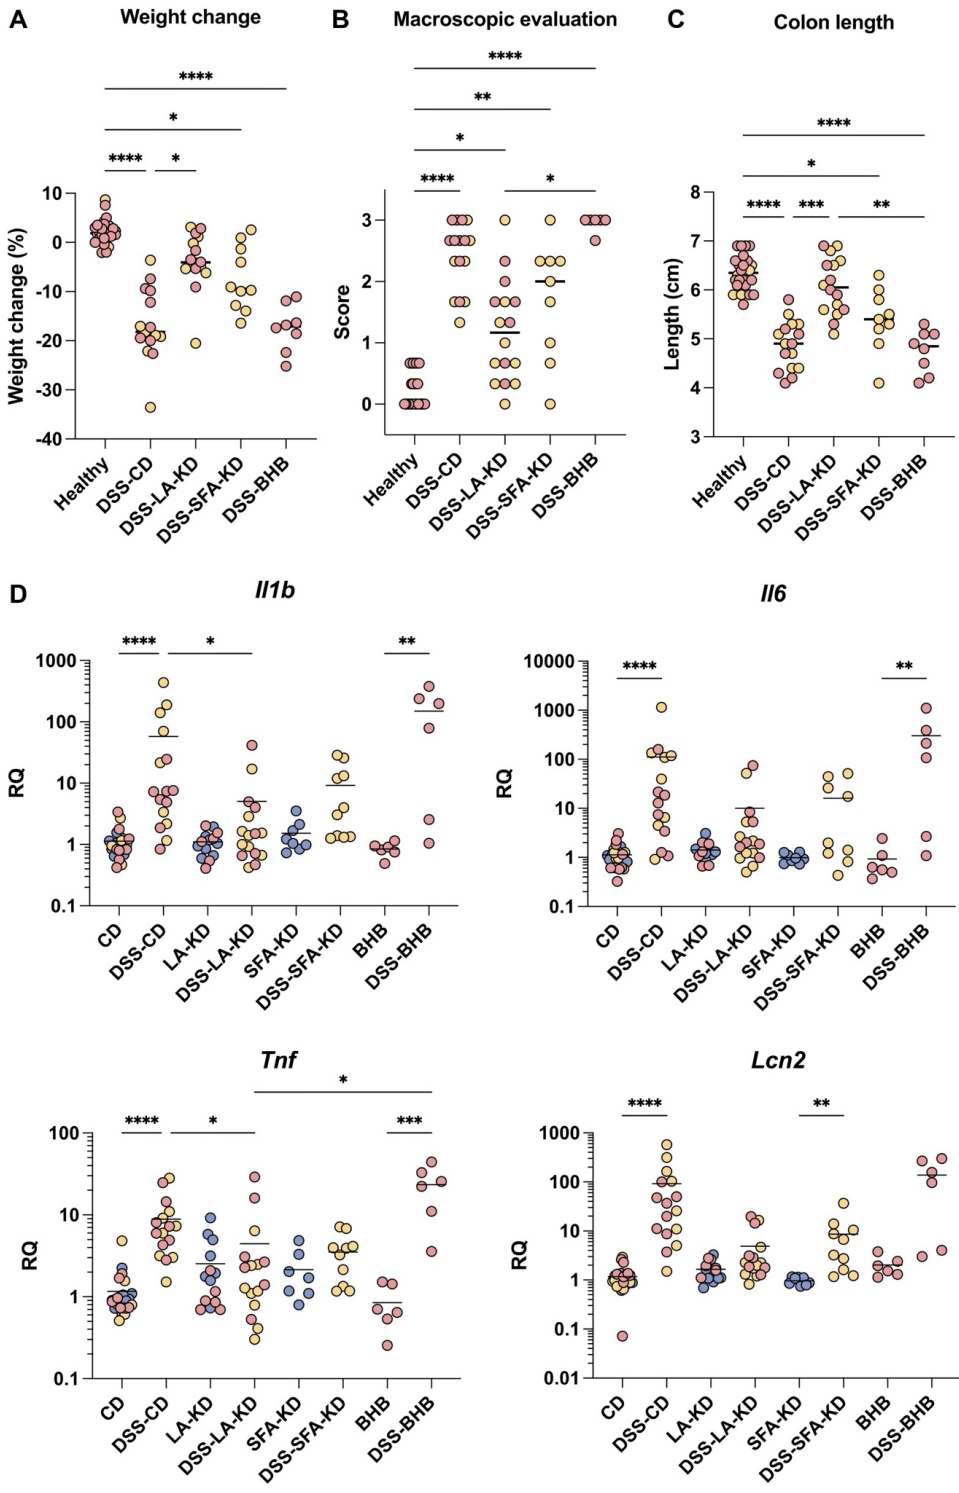 A Weight change
B Macroscopic evaluation
C Colon length
****
*
**** *
Weight change (%)
10
0
-10
-20
-30
-40
Healthy
DSS-CD
DSS-LA-KD
DSS-SFA-KD
DSS-BHB
****
**
*
**** *
Score
3
2
1
0
Healthy
DSS-CD
DSS-LA-KD
DSS-SFA-KD
DSS-BHB
****
*
**** *** **
Length (cm)
8
7
6
5
4
3
Healthy
DSS-CD
DSS-LA-KD
DSS-SFA-KD
DSS-BHB
D Il1b
**** * **
RQ
1000
100
10
1
0.1
CD
DSS-CD
LA-KD
DSS-LA-KD
SFA-KD
DSS-SFA-KD
BHB
DSS-BHB
Il6
**** **
RQ
10000
1000
100
10
1
0.1
CD
DSS-CD
LA-KD
DSS-LA-KD
SFA-KD
DSS-SFA-KD
BHB
DSS-BHB
Tnf
*
**** * ***
RQ
100
10
1
0.1
CD
DSS-CD
LA-KD
DSS-LA-KD
SFA-KD
DSS-SFA-KD
BHB
DSS-BHB
Lcn2
**** **
RQ
1000
100
10
1
0.1
0.01
CD
DSS-CD
LA-KD
DSS-LA-KD
SFA-KD
DSS-SFA-KD
BHB
DSS-BHB